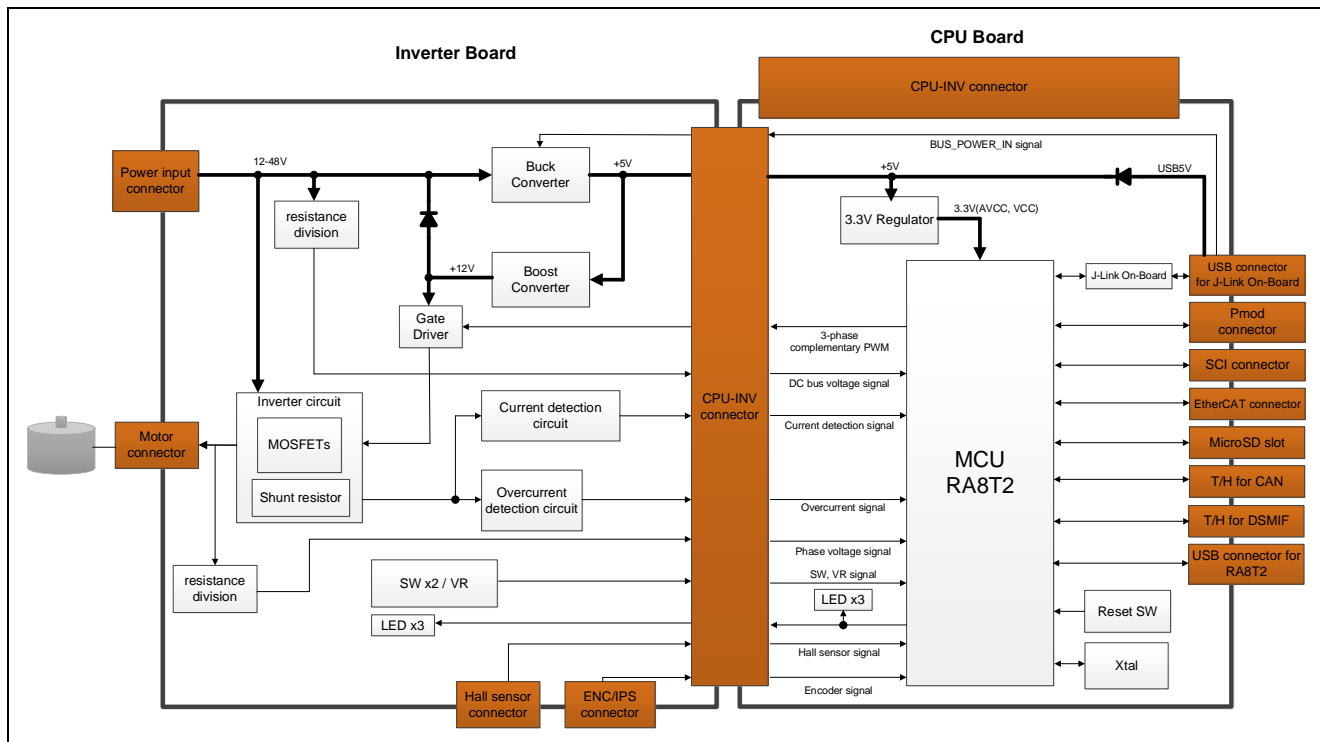 Inverter Board
CPU Board
CPU-INV connector
Power input
connector
12-48V
Buck
Converter
+5V
BUS_POWER_IN signal
+5V
USB5V
resistance
division
3.3V Regulator
3.3V(AVCC, VCC)
+12V
Boost
Converter
J-Link On-Board
USB connector
for J-Link On-Board
Gate
Driver
Pmod
connector
3-phase
complementary PWM
SCI connector
DC bus voltage signal
CPU-INV
connector
Inverter circuit
MOSFETs
Shunt resistor
Current detection
circuit
Current detection signal
EtherCAT connector
Motor
connector
MicroSD slot
MCU
RA8T2
T/H for CAN
Overcurrent
detection circuit
Overcurrent signal
T/H for DSMIF
Phase voltage signal
USB connector for
RA8T2
resistance
division
SW x2 / VR
SW, VR signal
LED x3
LED x3
Reset SW
Hall sensor signal
Xtal
Encoder signal
Hall sensor
connector
ENC/IPS
connector